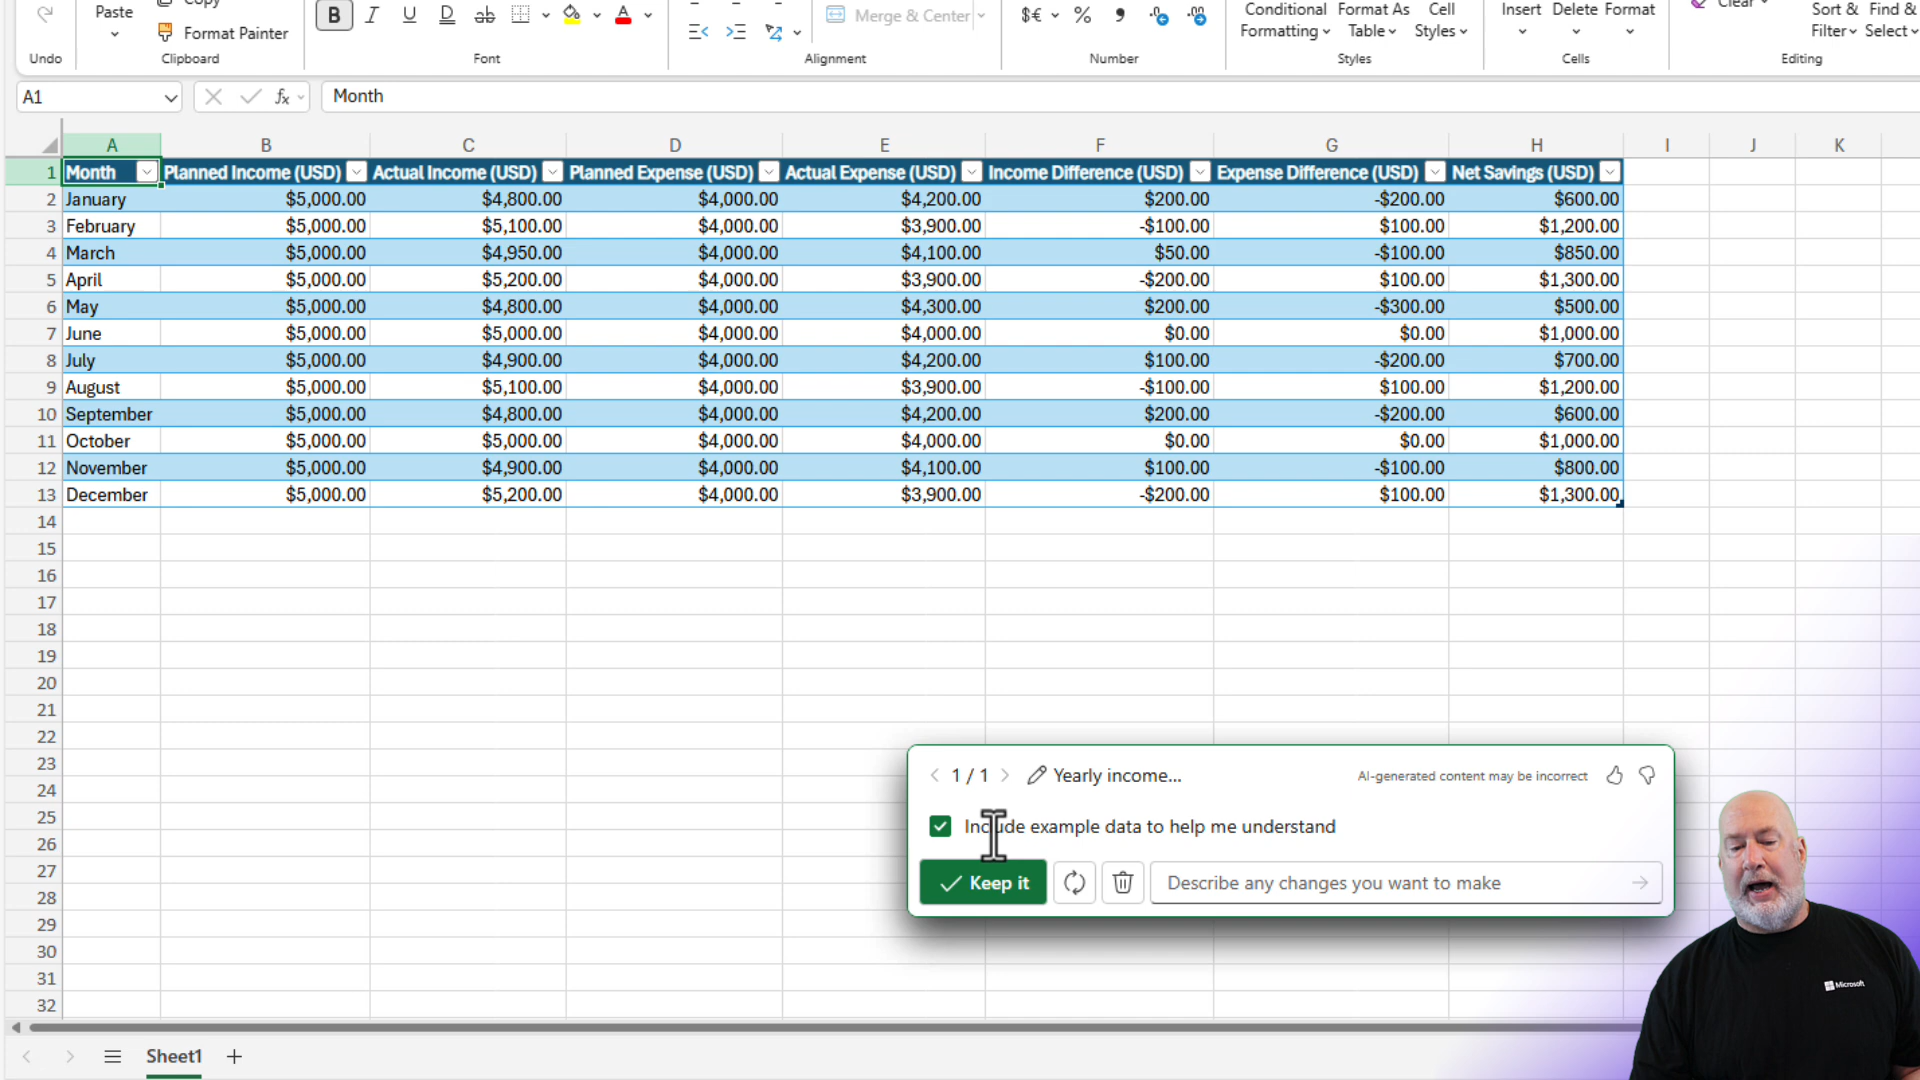 Paste
Copy
Format Painter
Undo
Clipboard
B I U D ab
A
Font
Merge & Center
Alignment
$€ % 9
Number
Conditional Formatting
Format As Table
Cell Styles
Styles
Insert
Delete
Format
Cells
Clear
Sort & Filter
Find & Select
Editing
A1
fx
Month
A B C D E F G H I J K
1 Month Planned Income (USD) Actual Income (USD) Planned Expense (USD) Actual Expense (USD) Income Difference (USD) Expense Difference (USD) Net Savings (USD)
2 January $5,000.00 $4,800.00 $4,000.00 $4,200.00 $200.00 -$200.00 $600.00
3 February $5,000.00 $5,100.00 $4,000.00 $3,900.00 -$100.00 $100.00 $1,200.00
4 March $5,000.00 $4,950.00 $4,000.00 $4,100.00 $50.00 -$100.00 $850.00
5 April $5,000.00 $5,200.00 $4,000.00 $3,900.00 -$200.00 $100.00 $1,300.00
6 May $5,000.00 $4,800.00 $4,000.00 $4,300.00 $200.00 -$300.00 $500.00
7 June $5,000.00 $5,000.00 $4,000.00 $4,000.00 $0.00 $0.00 $1,000.00
8 July $5,000.00 $4,900.00 $4,000.00 $4,200.00 $100.00 -$200.00 $700.00
9 August $5,000.00 $5,100.00 $4,000.00 $3,900.00 -$100.00 $100.00 $1,200.00
10 September $5,000.00 $4,800.00 $4,000.00 $4,200.00 $200.00 -$200.00 $600.00
11 October $5,000.00 $5,000.00 $4,000.00 $4,000.00 $0.00 $0.00 $1,000.00
12 November $5,000.00 $4,900.00 $4,000.00 $4,100.00 $100.00 -$100.00 $800.00
13 December $5,000.00 $5,200.00 $4,000.00 $3,900.00 -$200.00 $100.00 $1,300.00
14
15
16
17
18
19
20
21
22
23
24
25
26
27
28
29
30
31
32
1 / 1 Yearly income... AI-generated content may be incorrect
Include example data to help me understand
Keep it
Describe any changes you want to make
Microsoft
Sheet1